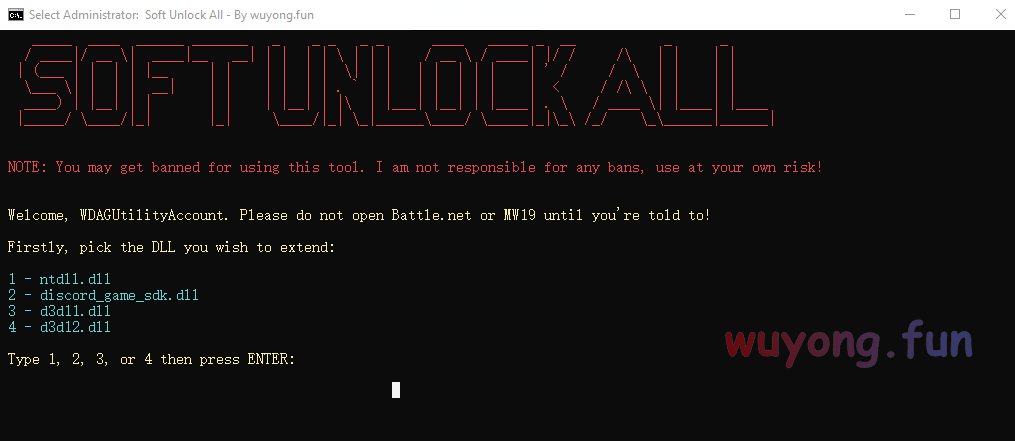 Select Administrator: Soft Unlock All - By wuyong.fun
SOFT UNLOCK ALL
NOTE: You may get banned for using this tool. I am not responsible for any bans, use at your own risk!
Welcome, WDAGUtilityAccount. Please do not open Battle.net or MW19 until you're told to!
Firstly, pick the DLL you wish to extend:
1 - ntdll.dll
2 - discord_game_sdk.dll
3 - d3d11.dll
4 - d3d12.dll
Type 1, 2, 3, or 4 then press ENTER:
wuyong.fun